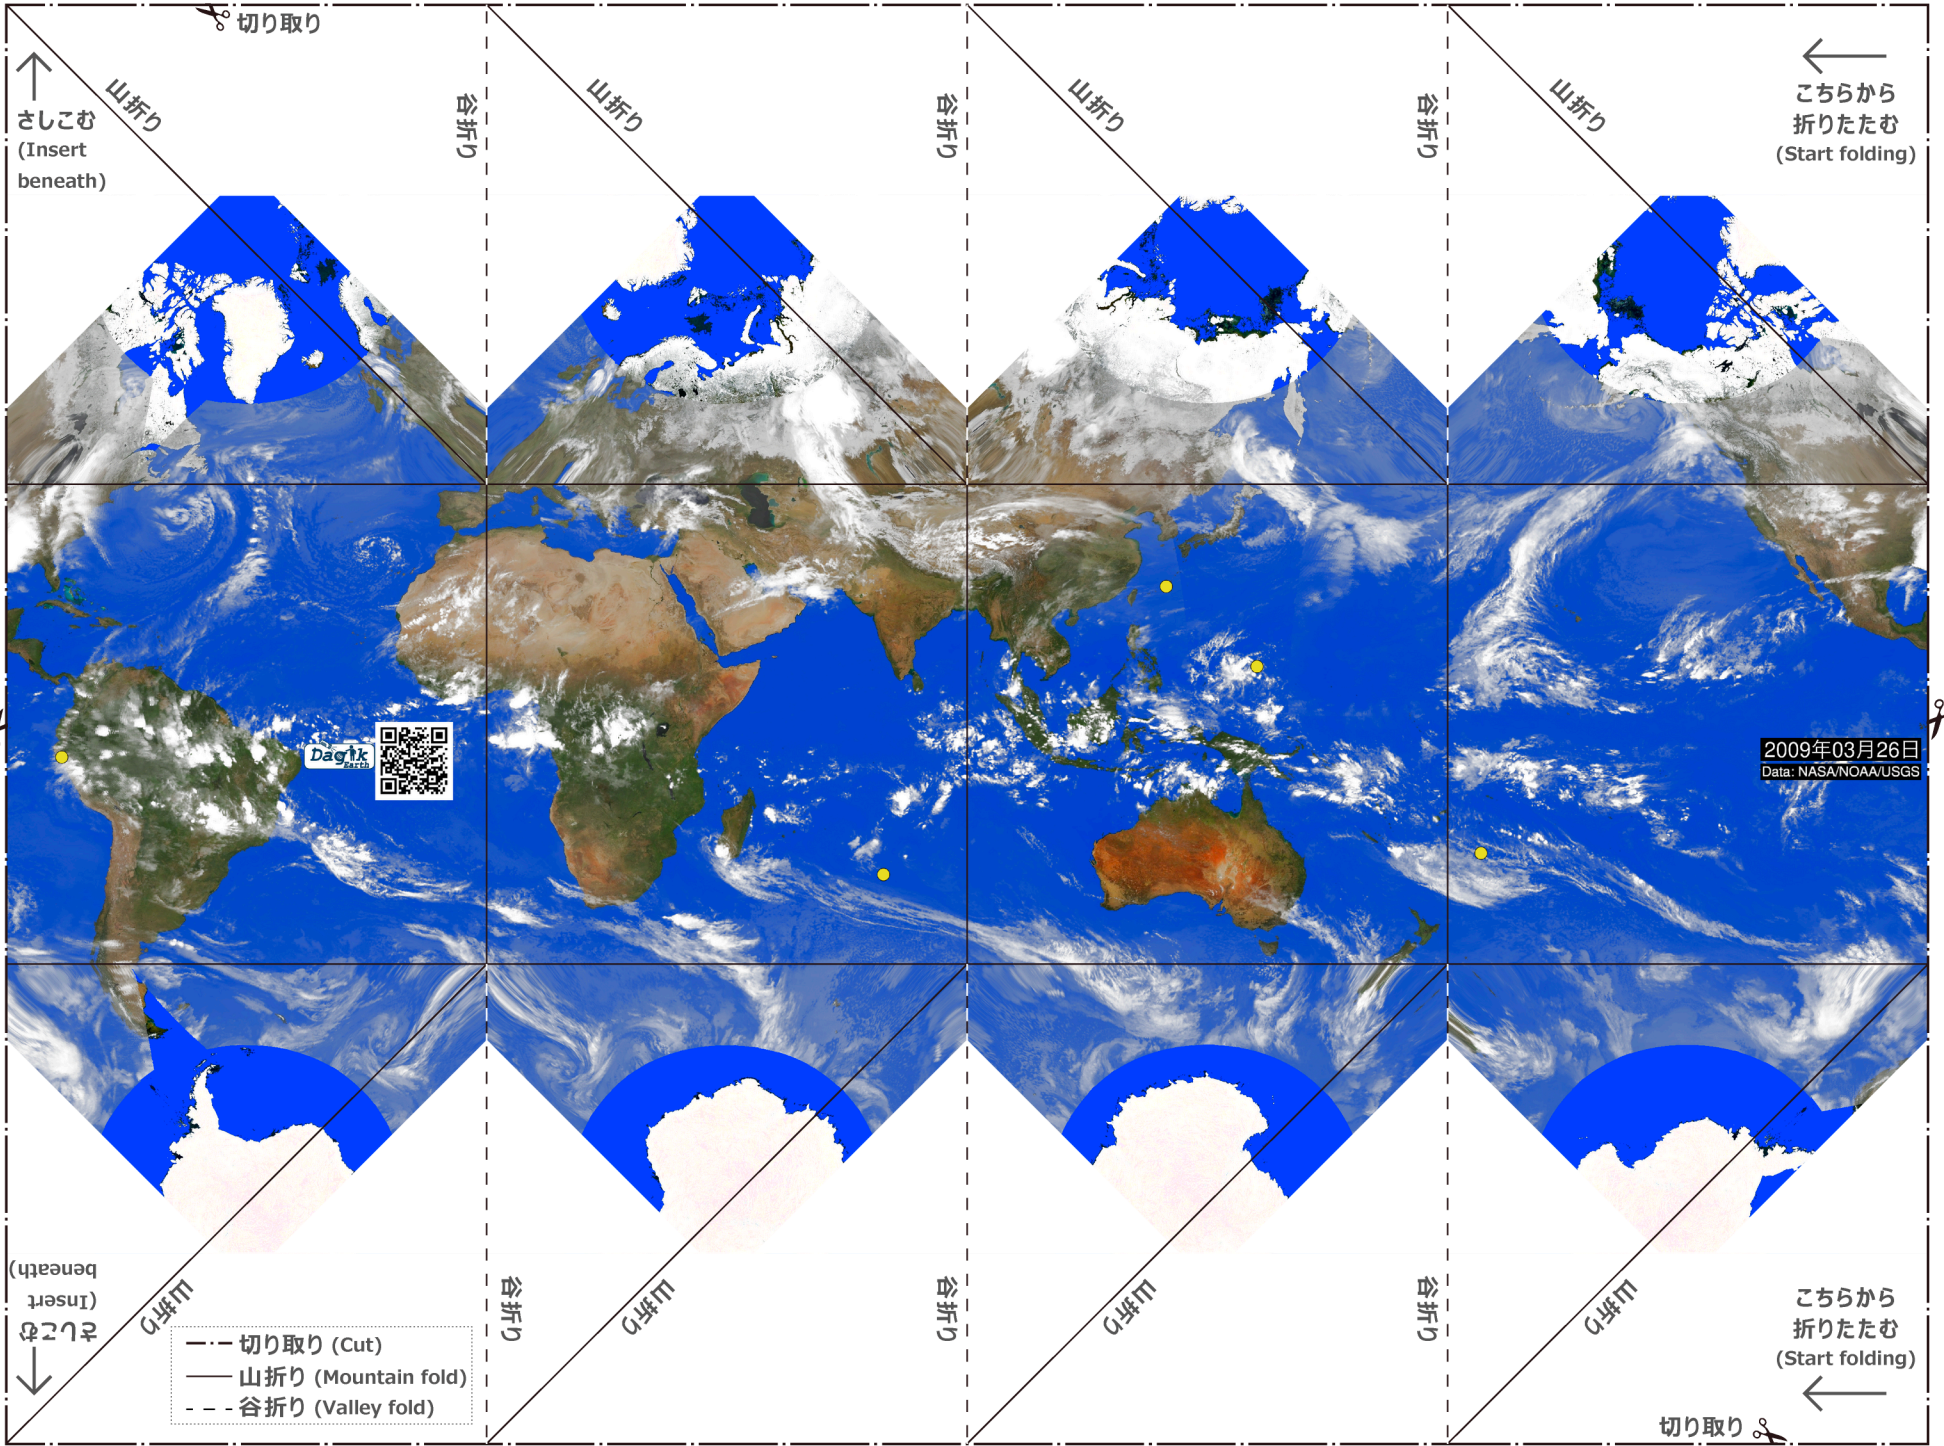 切り取り
山折り
谷折り
山折り
谷折り
山折り
谷折り
山折り
さしこむ
(Insert
beneath)
こちらから
折りたたむ
(Start folding)
Dagik
Earth
2009年03月26日
Data: NASA/NOAA/USGS
さしこむ
(Insert
beneath)
山折り
谷折り
山折り
谷折り
山折り
谷折り
山折り
こちらから
折りたたむ
(Start folding)
切り取り (Cut)
山折り (Mountain fold)
谷折り (Valley fold)
切り取り